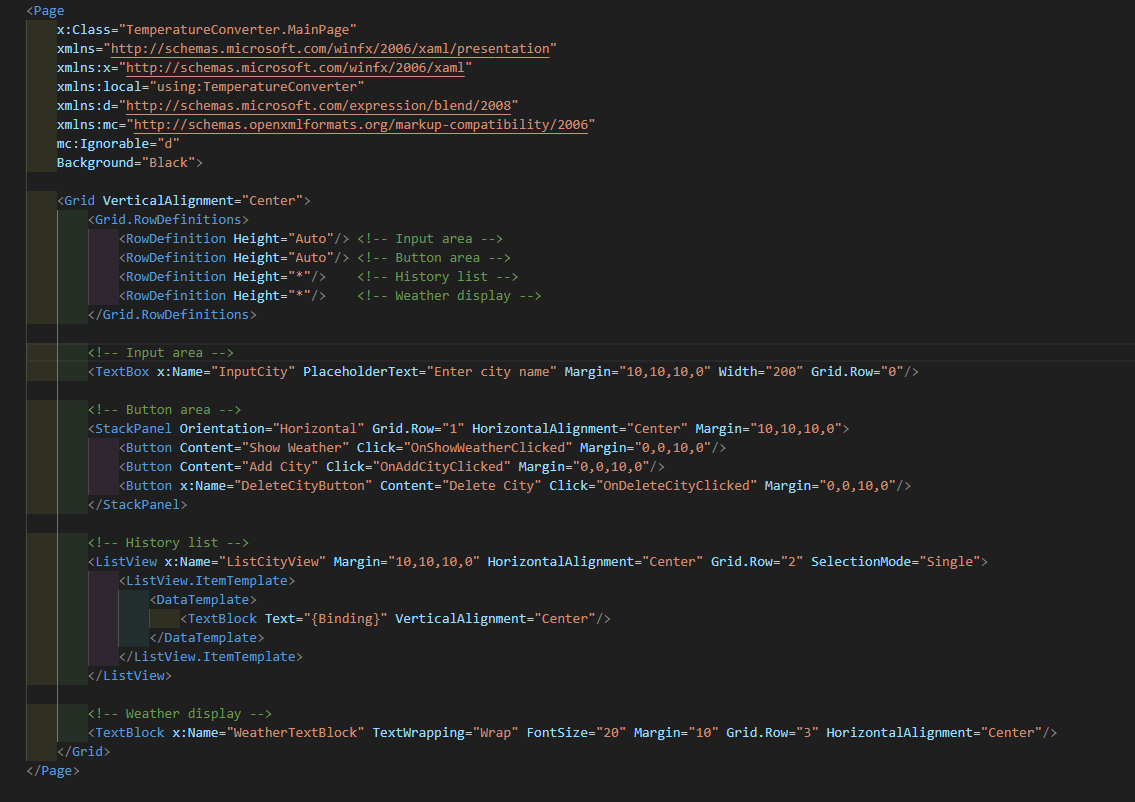 <Page
x:Class="TemperatureConverter.MainPage"
xmlns="http://schemas.microsoft.com/winfx/2006/xaml/presentation"
xmlns:x="http://schemas.microsoft.com/winfx/2006/xaml"
xmlns:local="using:TemperatureConverter"
xmlns:d="http://schemas.microsoft.com/expression/blend/2008"
xmlns:mc="http://schemas.openxmlformats.org/markup-compatibility/2006"
mc:Ignorable="d"
Background="Black">
<Grid VerticalAlignment="Center">
<Grid.RowDefinitions>
<RowDefinition Height="Auto"/> <!-- Input area -->
<RowDefinition Height="Auto"/> <!-- Button area -->
<RowDefinition Height="*"/>    <!-- History list -->
<RowDefinition Height="*"/>    <!-- Weather display -->
</Grid.RowDefinitions>
<!-- Input area -->
<TextBox x:Name="InputCity" PlaceholderText="Enter city name" Margin="10,10,10,0" Width="200" Grid.Row="0"/>
<!-- Button area -->
<StackPanel Orientation="Horizontal" Grid.Row="1" HorizontalAlignment="Center" Margin="10,10,10,0">
<Button Content="Show Weather" Click="OnShowWeatherClicked" Margin="0,0,10,0"/>
<Button Content="Add City" Click="OnAddCityClicked" Margin="0,0,10,0"/>
<Button x:Name="DeleteCityButton" Content="Delete City" Click="OnDeleteCityClicked" Margin="0,0,10,0"/>
</StackPanel>
<!-- History list -->
<ListView x:Name="ListCityView" Margin="10,10,10,0" HorizontalAlignment="Center" Grid.Row="2" SelectionMode="Single">
<ListView.ItemTemplate>
<DataTemplate>
<TextBlock Text="{Binding}" VerticalAlignment="Center"/>
</DataTemplate>
</ListView.ItemTemplate>
</ListView>
<!-- Weather display -->
<TextBlock x:Name="WeatherTextBlock" TextWrapping="Wrap" FontSize="20" Margin="10" Grid.Row="3" HorizontalAlignment="Center"/>
</Grid>
</Page>